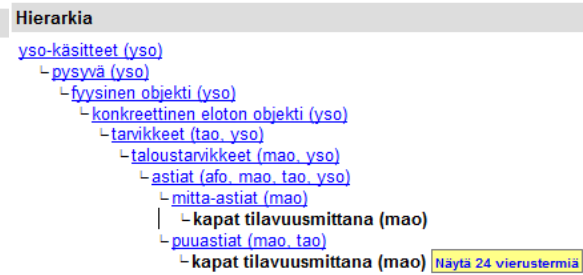 Hierarkia
yso-käsitteet (yso)
pysyvä (yso)
fyysinen objekti (yso)
konkreettinen eloton objekti (yso)
tarvikkeet (tao, yso)
taloustarvikkeet (mao, yso)
astiat (afo, mao, tao, yso)
mitta-astiat (mao)
kapat tilavuusmittana (mao)
puuastiat (mao, tao)
kapat tilavuusmittana (mao) Näytä 24 vierustermiä